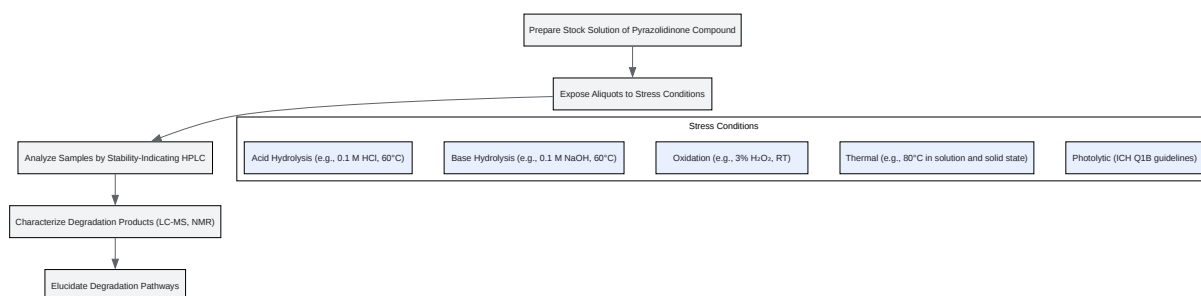 Prepare Stock Solution of Pyrazolidinone Compound
Expose Aliquots to Stress Conditions
Stress Conditions
Analyze Samples by Stability-Indicating HPLC
Acid Hydrolysis (e.g., 0.1 M HCl, 60°C)
Base Hydrolysis (e.g., 0.1 M NaOH, 60°C)
Oxidation (e.g., 3% H₂O₂, RT)
Thermal (e.g., 80°C in solution and solid state)
Photolytic (ICH Q1B guidelines)
Characterize Degradation Products (LC-MS, NMR)
Elucidate Degradation Pathways